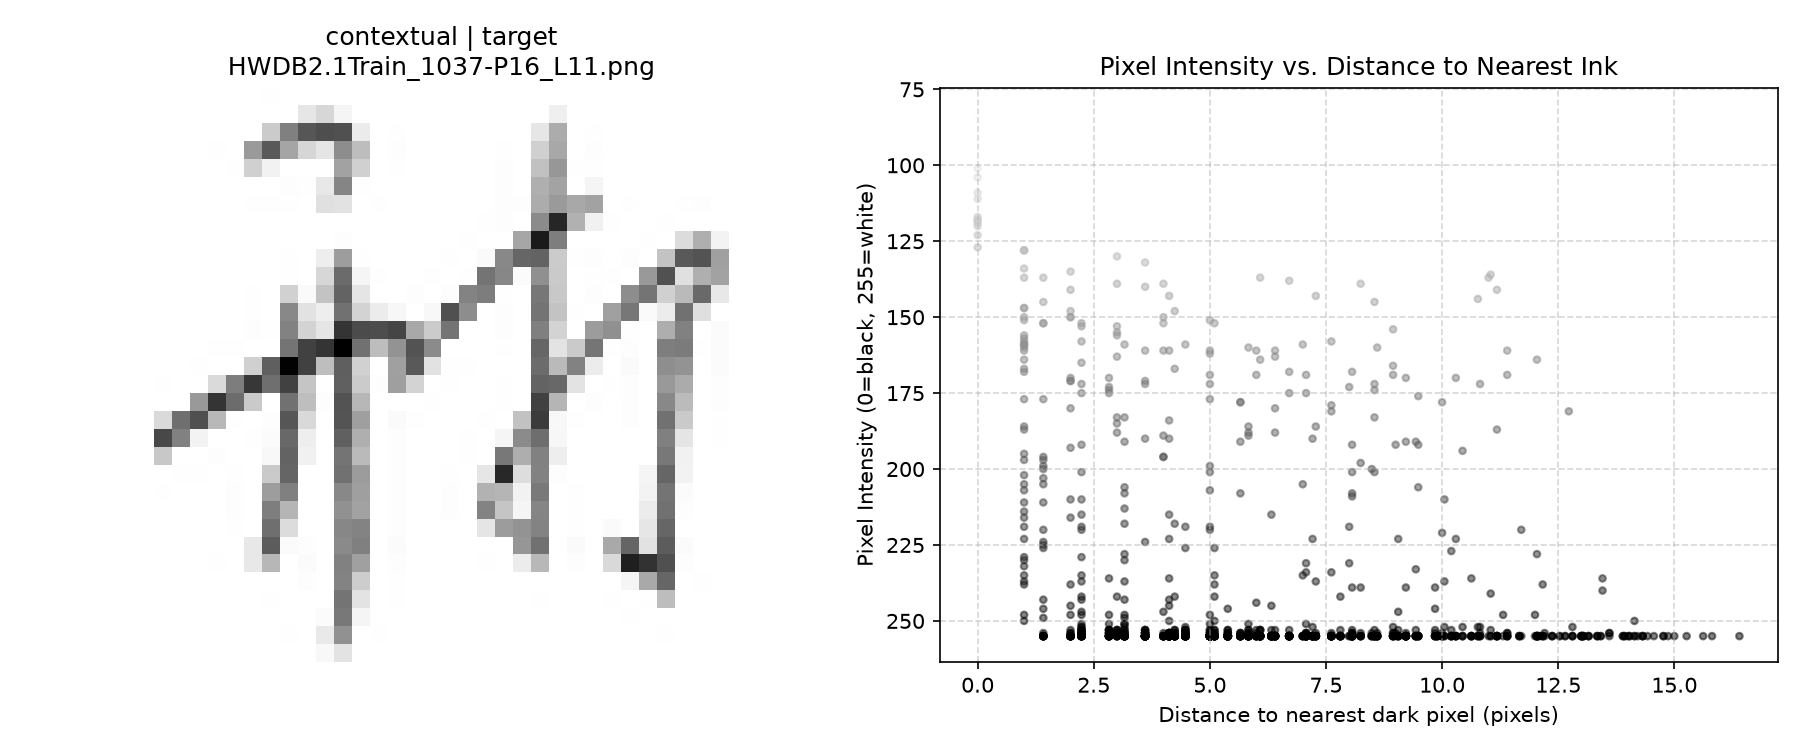 contextual | target
HWDB2.1Train_1037-P16_L11.png
Pixel Intensity vs. Distance to Nearest Ink
Pixel Intensity (0=black, 255=white)
75
100
125
150
175
200
225
250
0.0 2.5 5.0 7.5 10.0 12.5 15.0
Distance to nearest dark pixel (pixels)